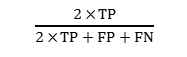 2 × TP
2 × TP + FP + FN